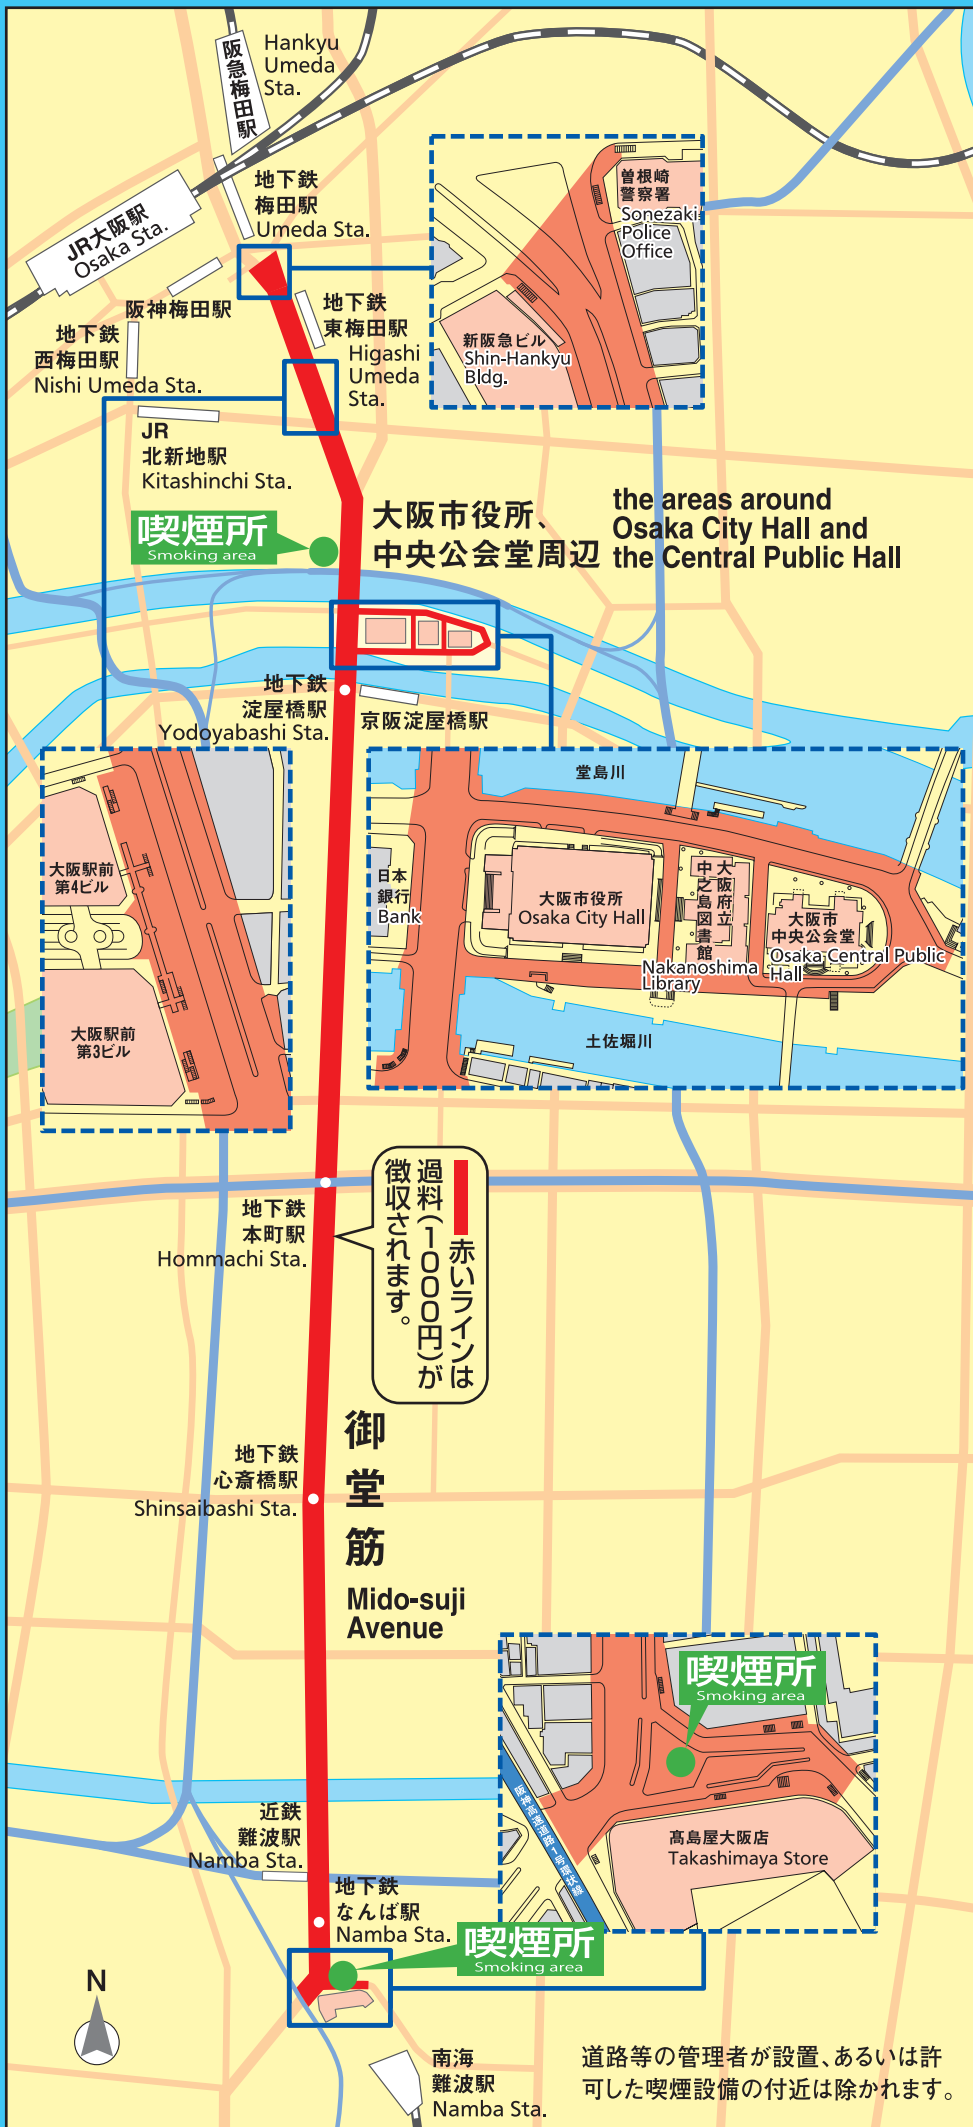 阪急梅田駅
Hankyu
Umeda
Sta.
地下鉄
梅田駅
Umeda Sta.
JR大阪駅
Osaka Sta.
阪神梅田駅
地下鉄
西梅田駅
Nishi Umeda Sta.
地下鉄
東梅田駅
Higashi
Umeda
Sta.
JR
北新地駅
Kitashinchi Sta.
曽根崎
警察署
Sonezaki
Police
Office
新阪急ビル
Shin-Hankyu
Bldg.
喫煙所
Smoking area
大阪市役所、
中央公会堂周辺
the areas around
Osaka City Hall and
the Central Public Hall
地下鉄
淀屋橋駅
Yodoyabashi Sta.
京阪淀屋橋駅
大阪駅前
第4ビル
大阪駅前
第3ビル
堂島川
日本
銀行
Bank
大阪市役所
Osaka City Hall
大阪府立
中之島図書館
Nakanoshima
Library
大阪市
中央公会堂
Osaka Central Public
Hall
土佐堀川
地下鉄
本町駅
Hommachi Sta.
赤いラインは
過料(1000円)が
徴収されます。
地下鉄
心斎橋駅
Shinsaibashi Sta.
御堂筋
Mido-suji
Avenue
喫煙所
Smoking area
阪神高速道路1号環状線
髙島屋大阪店
Takashimaya Store
近鉄
難波駅
Namba Sta.
地下鉄
なんば駅
Namba Sta.
喫煙所
Smoking area
N
南海
難波駅
Namba Sta.
道路等の管理者が設置、あるいは許
可した喫煙設備の付近は除かれます。